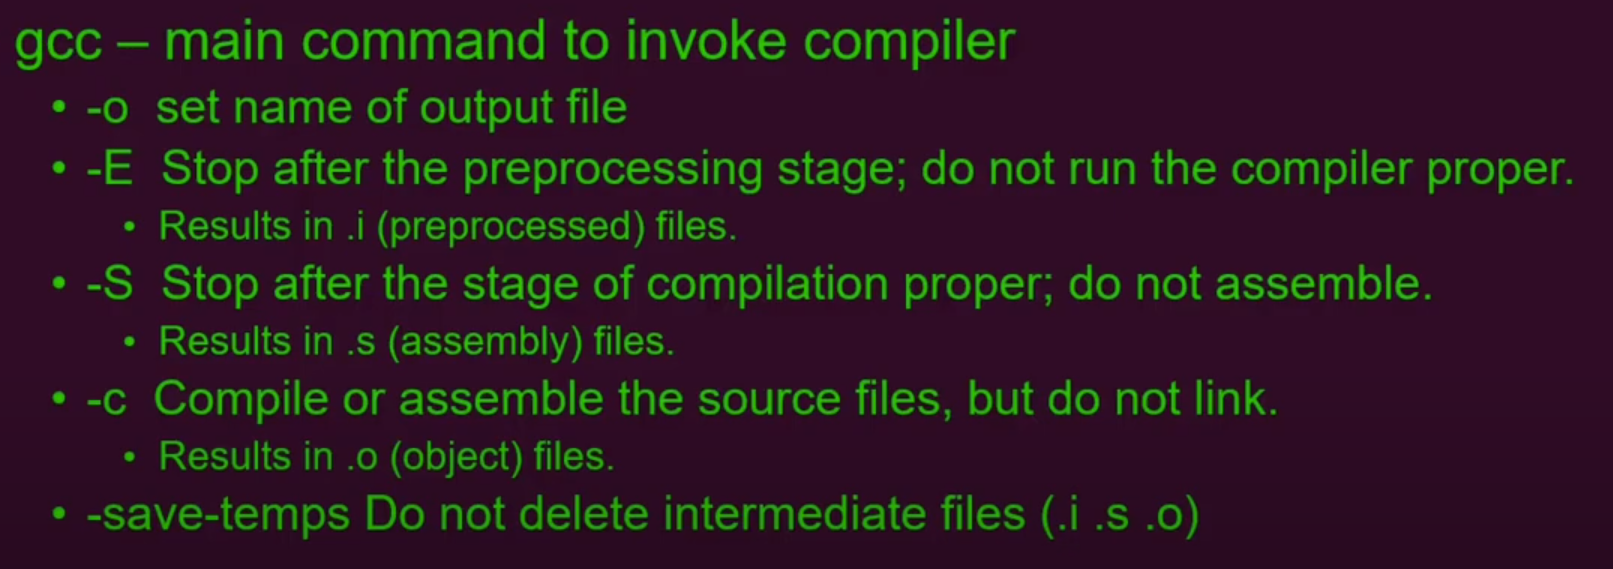 gcc – main command to invoke compiler
• -o set name of output file
• -E Stop after the preprocessing stage; do not run the compiler proper.
• Results in .i (preprocessed) files.
• -S Stop after the stage of compilation proper; do not assemble.
• Results in .s (assembly) files.
• -c Compile or assemble the source files, but do not link.
• Results in .o (object) files.
• -save-temps Do not delete intermediate files (.i .s .o)